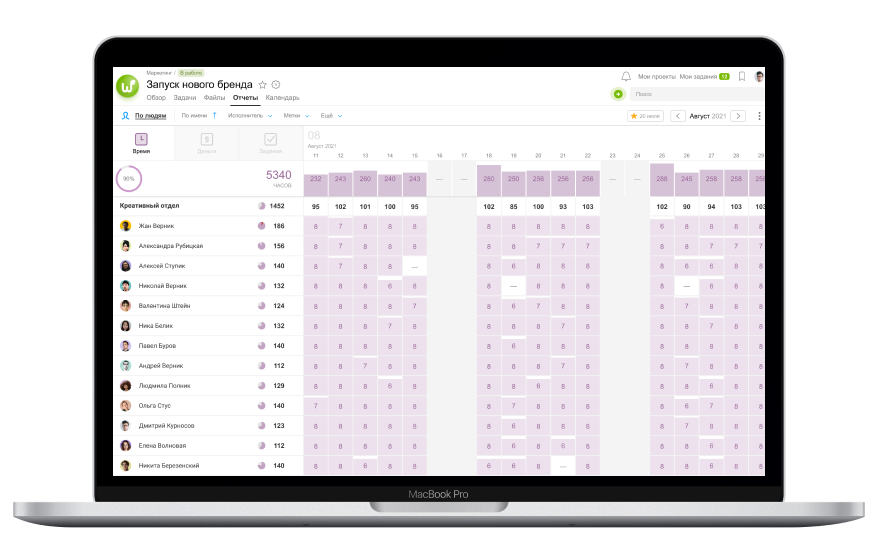 Маркетинг / В работе
Запуск нового бренда
Обзор Задачи Файлы Отчеты Календарь
Мои проекты Мои задания 12
Поиск
По людям По имени Исполнитель Метки Ещё
20 июля Август 2021
Время Деньги Задания
08
Август 2021
11 12 13 14 15 16 17 18 19 20 21 22 23 24 25 26 27 28 29
90% 5340 232 243 260 240 243 — — 260 250 256 256 256 — — 286 245 256 258 256
ЧАСОВ
Креативный отдел 1452 95 102 101 100 95 102 85 100 93 103 102 90 94 103 103
Жан Верник 186 8 7 8 8 8 8 8 8 8 8 6 8 8 8 8
Александра Рубицкая 156 8 7 8 8 8 8 8 7 7 7 8 8 7 7 7
Алексей Ступик 140 8 7 8 8 — 8 6 8 8 8 8 6 6 8 8
Николай Верник 132 8 8 8 6 8 8 — 8 8 8 8 — 6 8 8
Валентина Штейн 124 8 8 8 8 7 8 6 7 8 8 8 7 8 8 8
Ника Белик 132 8 8 8 7 8 8 8 8 7 8 8 8 7 8 8
Павел Буров 140 8 8 8 8 8 8 6 8 8 8 8 8 8 8 8
Андрей Верник 112 8 8 7 8 8 8 8 8 7 8 8 7 8 8 8
Людмила Полник 129 8 8 8 6 8 8 8 6 8 8 8 8 6 8 8
Ольга Стус 140 7 8 8 8 8 8 7 8 8 8 8 6 7 8 8
Дмитрий Курносов 123 8 8 8 8 8 8 8 8 8 8 8 7 8 8 8
Елена Волновая 112 8 8 8 8 8 8 6 8 6 8 8 8 6 8 8
Никита Березенский 140 8 8 6 8 8 6 6 8 — 8 8 8 6 8 8
MacBook Pro